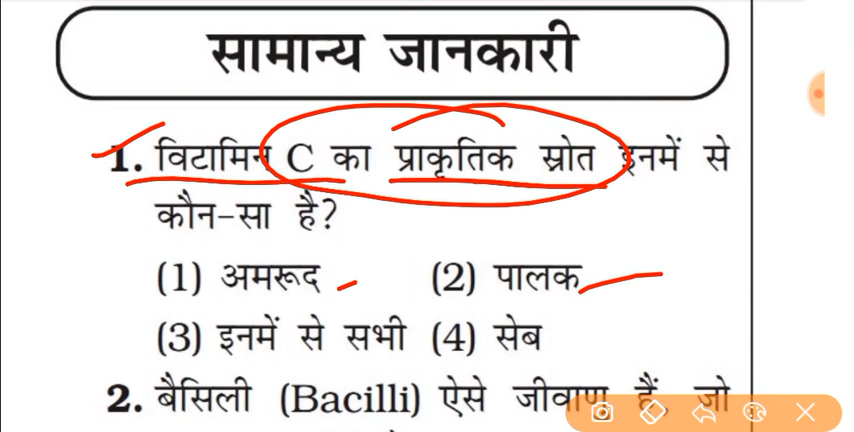 सामान्य जानकारी
1. विटामिन C का प्राकृतिक स्रोत इनमें से
कौन-सा है?
(1) अमरूद (2) पालक
(3) इनमें से सभी (4) सेब
2. बैसिली (Bacilli) ऐसे जीवाणु हैं, जो